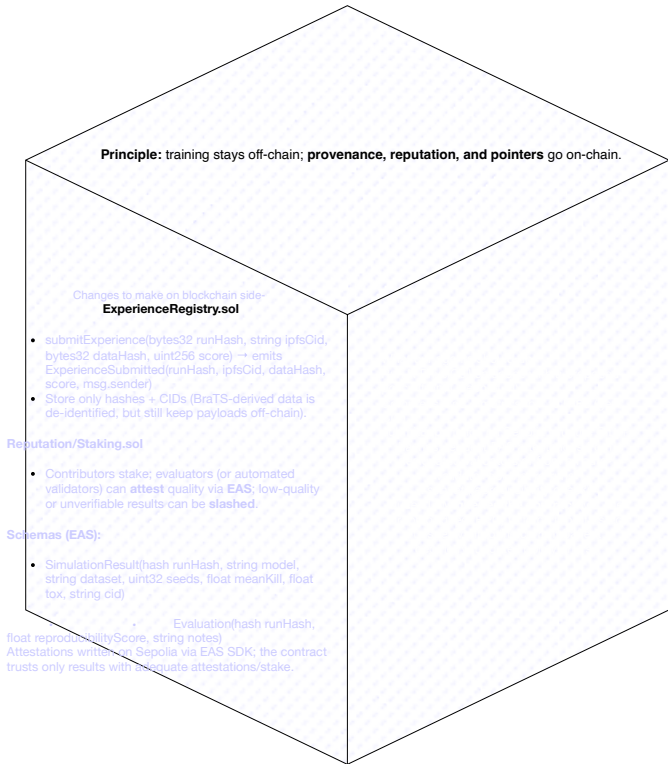 Principle: training stays off-chain; provenance, reputation, and pointers go on-chain.
Changes to make on blockchain side-
ExperienceRegistry.sol
• submitExperience(bytes32 runHash, string ipfsCid,
bytes32 dataHash, uint256 score) → emits
ExperienceSubmitted(runHash, ipfsCid, dataHash,
score, msg.sender)
• Store only hashes + CIDs (BraTS-derived data is
de-identified, but still keep payloads off-chain).
Reputation/Staking.sol
• Contributors stake; evaluators (or automated
validators) can attest quality via EAS; low-quality
or unverifiable results can be slashed.
Schemas (EAS):
• SimulationResult(hash runHash, string model,
string dataset, uint32 seeds, float meanKill, float
tox, string cid)
• • Evaluation(hash runHash,
float reproducibilityScore, string notes)
Attestations written on Sepolia via EAS SDK; the contract
trusts only results with adequate attestations/stake.